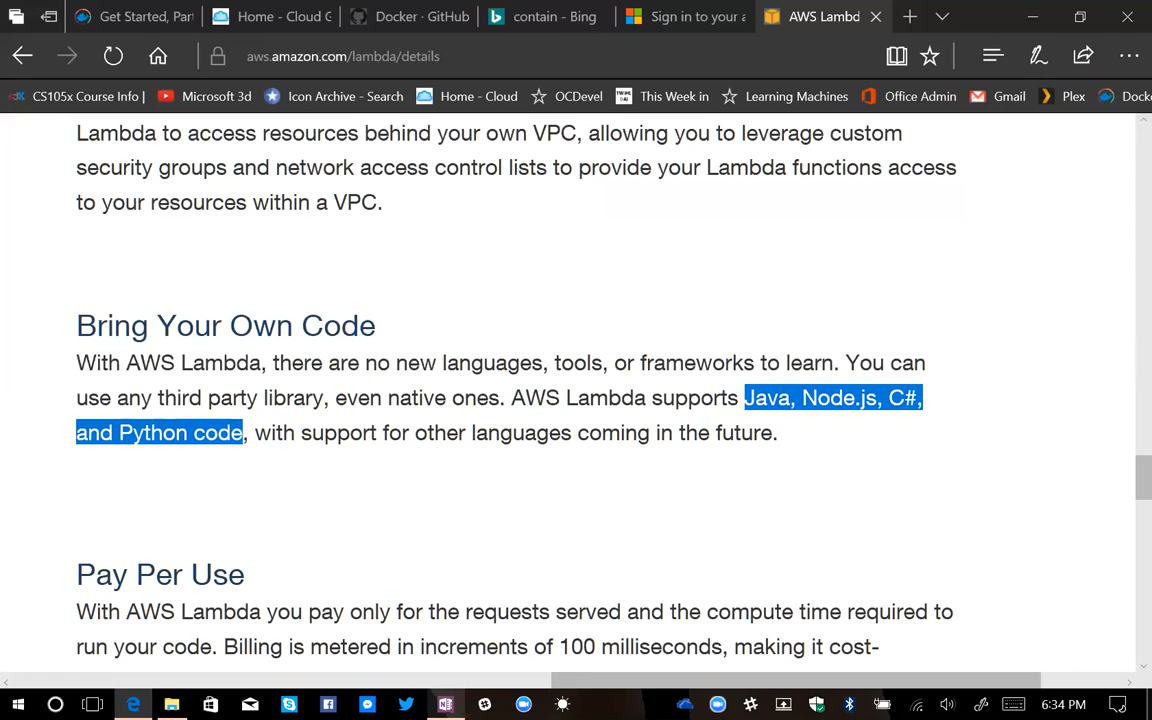 Get Started, Part
Home - Cloud G
Docker · GitHub
contain - Bing
Sign in to your a
AWS Lambd
aws.amazon.com/lambda/details
CS105x Course Info |
Microsoft 3d
Icon Archive - Search
Home - Cloud
OCDevel
This Week in
Learning Machines
Office Admin
Gmail
Plex
Docke
Lambda to access resources behind your own VPC, allowing you to leverage custom
security groups and network access control lists to provide your Lambda functions access
to your resources within a VPC.
Bring Your Own Code
With AWS Lambda, there are no new languages, tools, or frameworks to learn. You can
use any third party library, even native ones. AWS Lambda supports Java, Node.js, C#,
and Python code, with support for other languages coming in the future.
Pay Per Use
With AWS Lambda you pay only for the requests served and the compute time required to
run your code. Billing is metered in increments of 100 milliseconds, making it cost-
6:34 PM